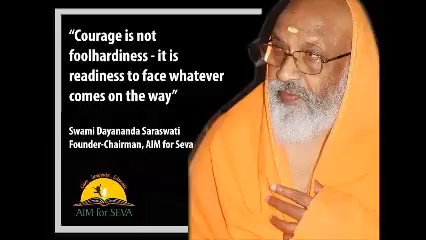 “Courage is not
foolhardiness - it is
readiness to face whatever
comes on the way”
Swami Dayananda Saraswati
Founder-Chairman, AIM for Seva
AIM for SEVA